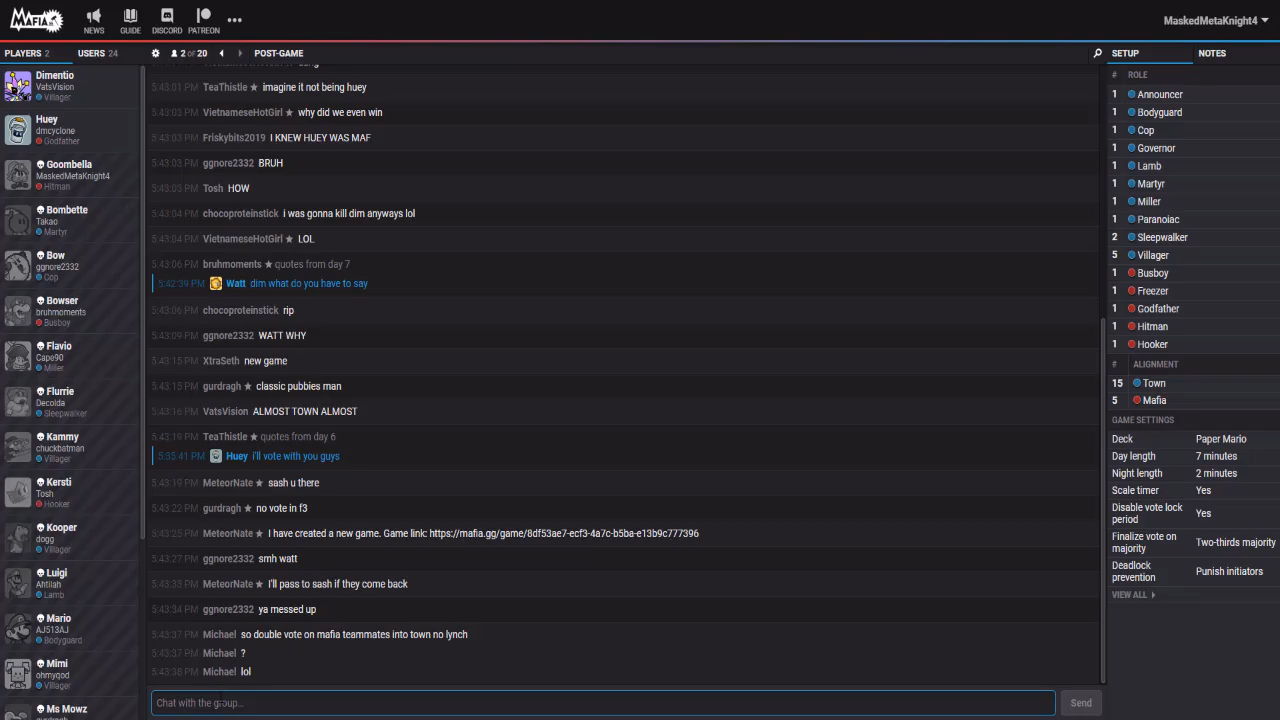 MAFIA.GG
NEWS
GUIDE
DISCORD
PATREON
MaskedMetaKnight4
PLAYERS 2
USERS 24
2 of 20
POST-GAME
SETUP
NOTES
Dimentio
VatsVision
Villager
Huey
dmcyclone
Godfather
Goombella
MaskedMetaKnight4
Hitman
Bombette
Takao
Martyr
Bow
ggnore2332
Cop
Bowser
bruhmoments
Busboy
Flavio
Cape90
Miller
Flurrie
Decolda
Sleepwalker
Kammy
chuckbatman
Villager
Kersti
Tosh
Hooker
Kooper
dogg
Villager
Luigi
Ahtilah
Lamb
Mario
AJ513AJ
Bodyguard
Mimi
ohmyqod
Villager
Ms Mowz
5:43:01 PM TeaThistle ★ imagine it not being huey
5:43:03 PM VietnameseHotGirl ★ why did we even win
5:43:03 PM Friskybits2019 I KNEW HUEY WAS MAF
5:43:03 PM ggnore2332 BRUH
5:43:03 PM Tosh HOW
5:43:04 PM chocoproteinstick i was gonna kill dim anyways lol
5:43:04 PM VietnameseHotGirl ★ LOL
5:43:06 PM bruhmoments ★ quotes from day 7
5:42:39 PM Watt dim what do you have to say
5:43:06 PM chocoproteinstick rip
5:43:09 PM ggnore2332 WATT WHY
5:43:15 PM XtraSeth new game
5:43:15 PM gurdragh ★ classic pubbies man
5:43:16 PM VatsVision ALMOST TOWN ALMOST
5:43:19 PM TeaThistle ★ quotes from day 6
5:35:41 PM Huey i'll vote with you guys
5:43:19 PM MeteorNate ★ sash u there
5:43:22 PM gurdragh ★ no vote in f3
5:43:25 PM MeteorNate ★ I have created a new game. Game link: https://mafia.gg/game/8df53ae7-ecf3-4a7c-b5ba-e13b9c777396
5:43:27 PM ggnore2332 smh watt
5:43:33 PM MeteorNate ★ I'll pass to sash if they come back
5:43:34 PM ggnore2332 ya messed up
5:43:37 PM Michael so double vote on mafia teammates into town no lynch
5:43:37 PM Michael ?
5:43:38 PM Michael lol
Chat with the group...
Send
# ROLE
1 Announcer
1 Bodyguard
1 Cop
1 Governor
1 Lamb
1 Martyr
1 Miller
1 Paranoiac
2 Sleepwalker
5 Villager
1 Busboy
1 Freezer
1 Godfather
1 Hitman
1 Hooker
# ALIGNMENT
15 Town
5 Mafia
GAME SETTINGS
Deck Paper Mario
Day length 7 minutes
Night length 2 minutes
Scale timer Yes
Disable vote lock
period Yes
Finalize vote on
majority Two-thirds majority
Deadlock
prevention Punish initiators
VIEW ALL